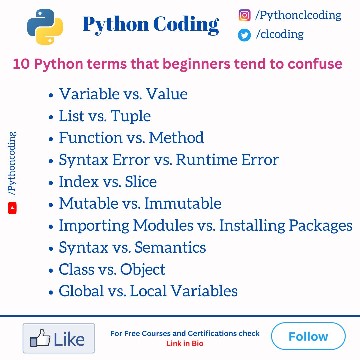 Python Coding
/Pythonclcoding
/clcoding
10 Python terms that beginners tend to confuse
• Variable vs. Value
• List vs. Tuple
• Function vs. Method
• Syntax Error vs. Runtime Error
• Index vs. Slice
• Mutable vs. Immutable
• Importing Modules vs. Installing Packages
• Syntax vs. Semantics
• Class vs. Object
• Global vs. Local Variables
/Pythoncoding
Like
For Free Courses and Certifications check
Link in Bio
Follow